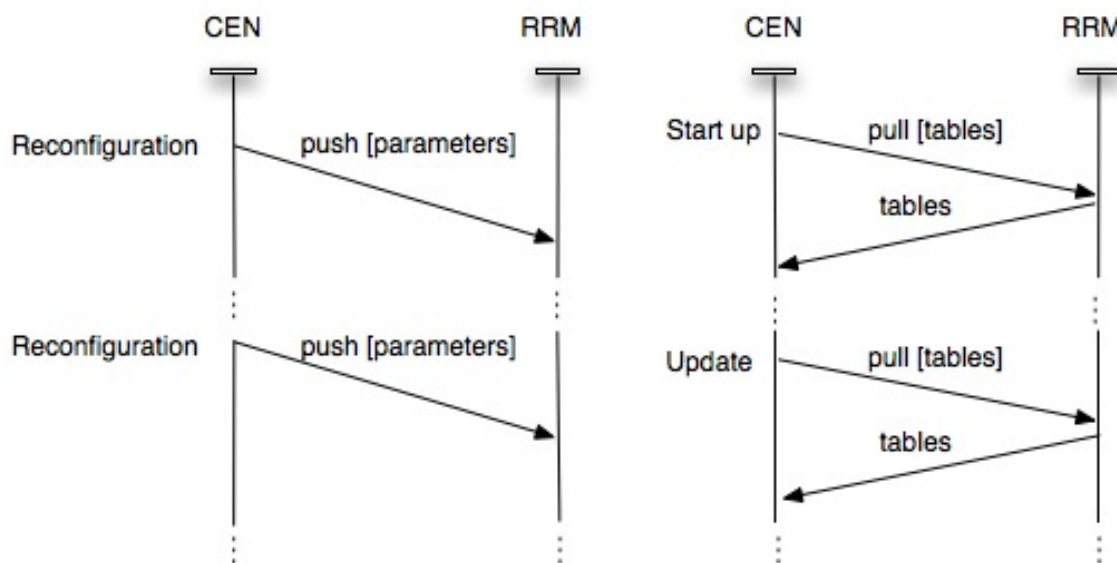 CEN
RRM
Reconfiguration
push [parameters]
Reconfiguration
push [parameters]
CEN
RRM
Start up
pull [tables]
tables
Update
pull [tables]
tables